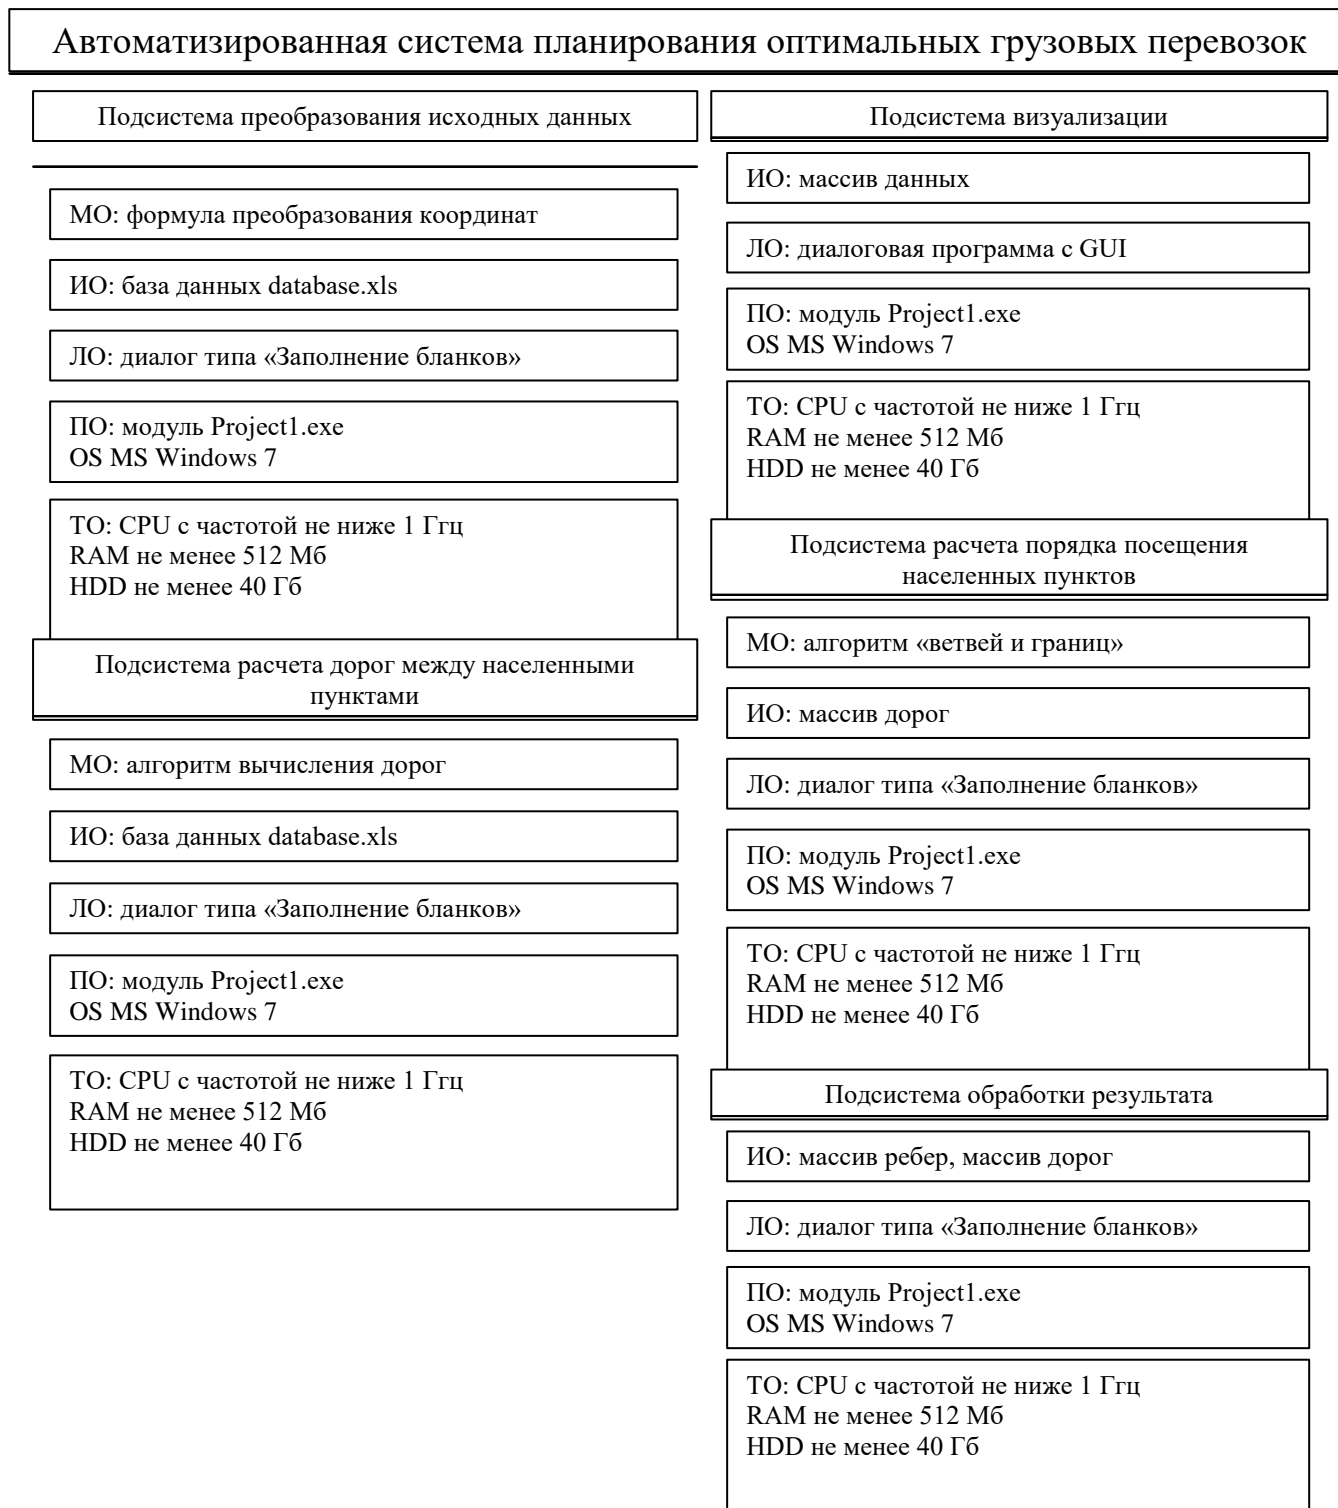 Автоматизированная система планирования оптимальных грузовых перевозок
Подсистема преобразования исходных данных
МО: формула преобразования координат
ИО: база данных database.xls
ЛО: диалог типа «Заполнение бланков»
ПО: модуль Project1.exe
OS MS Windows 7
ТО: CPU с частотой не ниже 1 Ггц
RAM не менее 512 Мб
HDD не менее 40 Гб
Подсистема расчета дорог между населенными
пунктами
МО: алгоритм вычисления дорог
ИО: база данных database.xls
ЛО: диалог типа «Заполнение бланков»
ПО: модуль Project1.exe
OS MS Windows 7
ТО: CPU с частотой не ниже 1 Ггц
RAM не менее 512 Мб
HDD не менее 40 Гб
Подсистема визуализации
ИО: массив данных
ЛО: диалоговая программа с GUI
ПО: модуль Project1.exe
OS MS Windows 7
ТО: CPU с частотой не ниже 1 Ггц
RAM не менее 512 Мб
HDD не менее 40 Гб
Подсистема расчета порядка посещения
населенных пунктов
МО: алгоритм «ветвей и границ»
ИО: массив дорог
ЛО: диалог типа «Заполнение бланков»
ПО: модуль Project1.exe
OS MS Windows 7
ТО: CPU с частотой не ниже 1 Ггц
RAM не менее 512 Мб
HDD не менее 40 Гб
Подсистема обработки результата
ИО: массив ребер, массив дорог
ЛО: диалог типа «Заполнение бланков»
ПО: модуль Project1.exe
OS MS Windows 7
ТО: CPU с частотой не ниже 1 Ггц
RAM не менее 512 Мб
HDD не менее 40 Гб